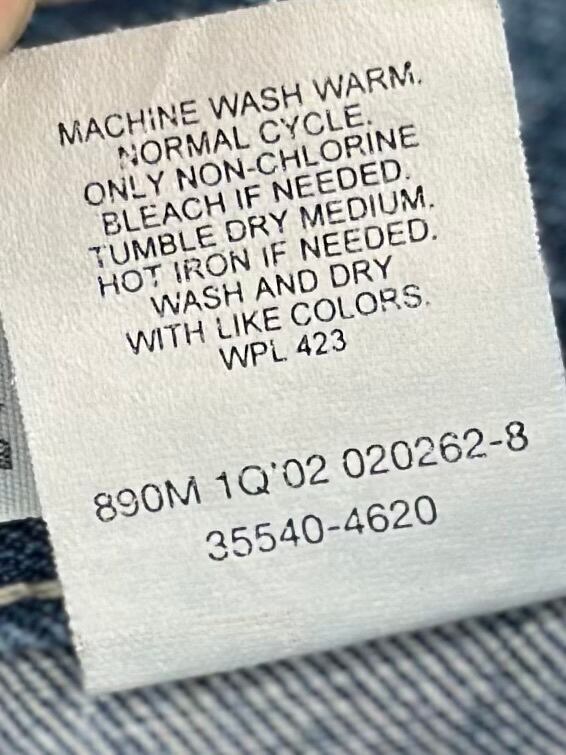 MACHINE WASH WARM.
NORMAL CYCLE.
ONLY NON-CHLORINE
BLEACH IF NEEDED.
TUMBLE DRY MEDIUM.
HOT IRON IF NEEDED.
WASH AND DRY
WITH LIKE COLORS.
WPL 423
890M 1Q'02 020262-8
35540-4620